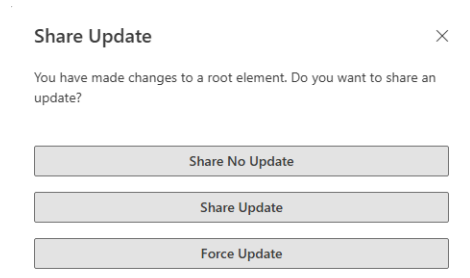 Share Update
You have made changes to a root element. Do you want to share an
update?
Share No Update
Share Update
Force Update